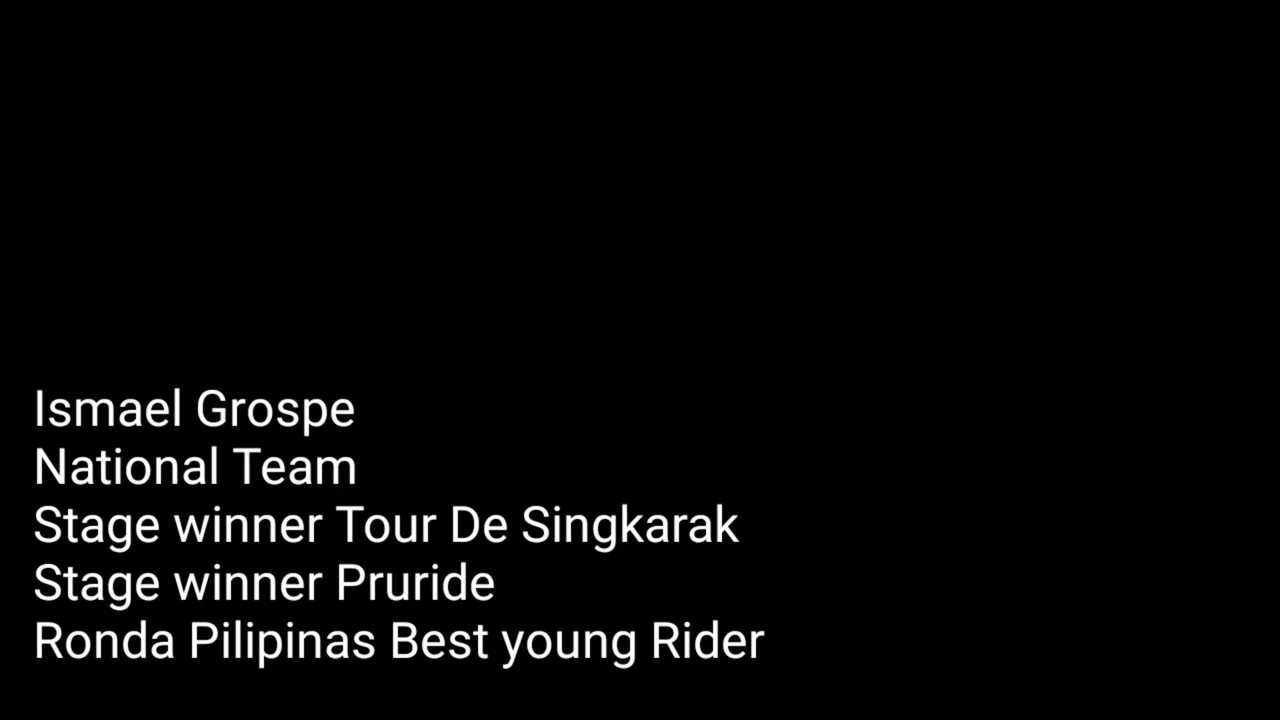 Ismael Grospe
National Team
Stage winner Tour De Singkarak
Stage winner Pruride
Ronda Pilipinas Best young Rider